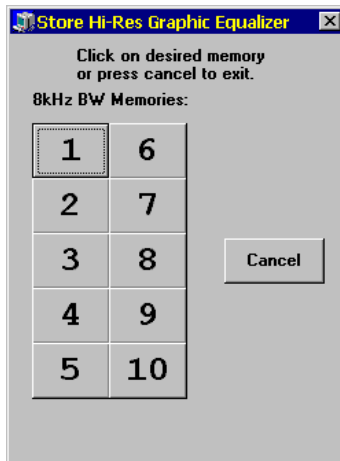 Store Hi-Res Graphic Equalizer
Click on desired memory
or press cancel to exit.
8kHz BW Memories:
1 6
2 7
3 8
Cancel
4 9
5 10